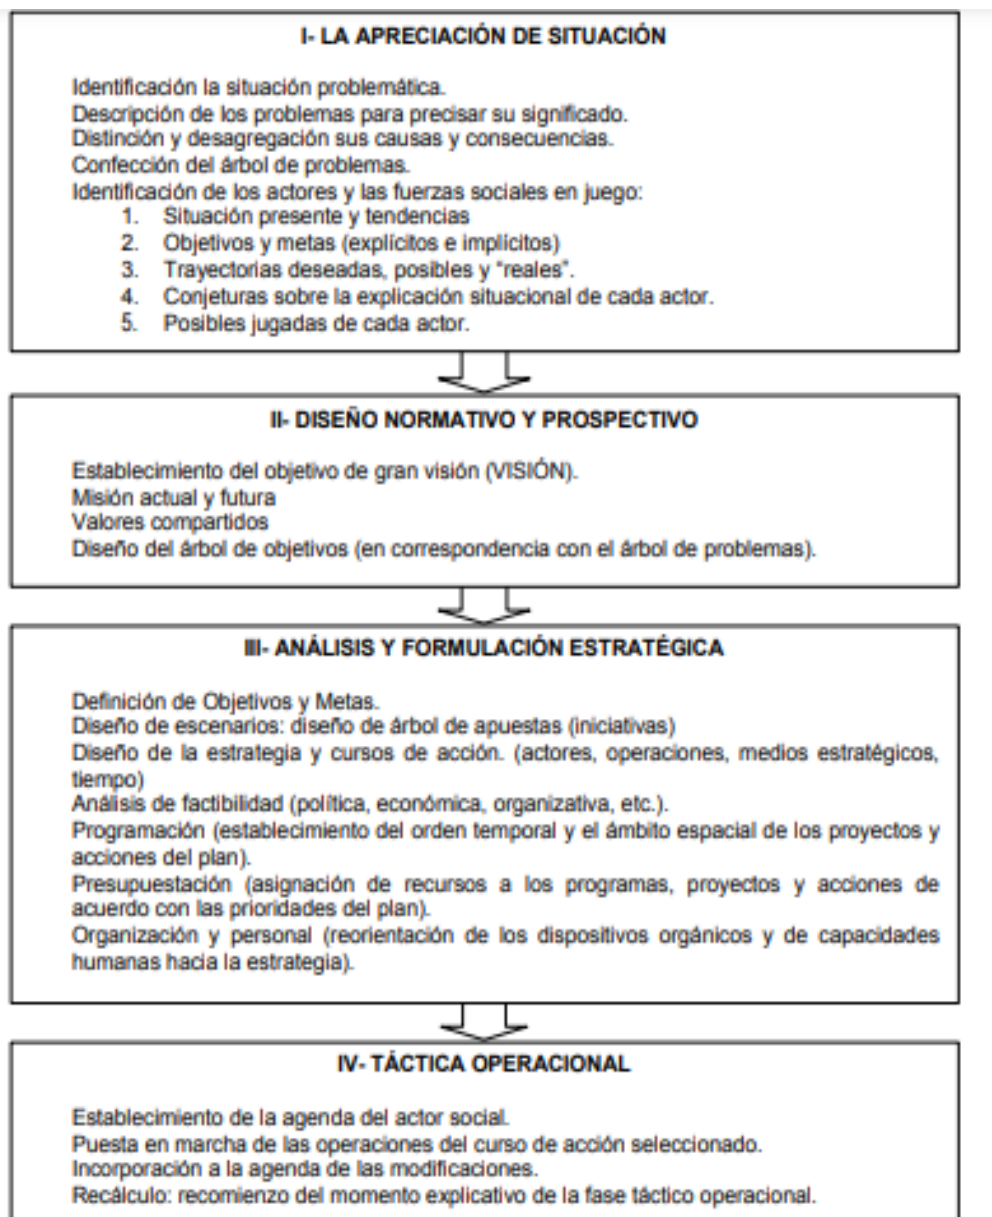 I- LA APRECIACIÓN DE SITUACIÓN
Identificación la situación problemática.
Descripción de los problemas para precisar su significado.
Distinción y desagregación sus causas y consecuencias.
Confección del árbol de problemas.
Identificación de los actores y las fuerzas sociales en juego:
1. Situación presente y tendencias
2. Objetivos y metas (explícitos e implícitos)
3. Trayectorias deseadas, posibles y “reales”.
4. Conjeturas sobre la explicación situacional de cada actor.
5. Posibles jugadas de cada actor.
II- DISEÑO NORMATIVO Y PROSPECTIVO
Establecimiento del objetivo de gran visión (VISIÓN).
Misión actual y futura
Valores compartidos
Diseño del árbol de objetivos (en correspondencia con el árbol de problemas).
III- ANÁLISIS Y FORMULACIÓN ESTRATÉGICA
Definición de Objetivos y Metas.
Diseño de escenarios: diseño de árbol de apuestas (iniciativas)
Diseño de la estrategia y cursos de acción. (actores, operaciones, medios estratégicos,
tiempo)
Análisis de factibilidad (política, económica, organizativa, etc.).
Programación (establecimiento del orden temporal y el ámbito espacial de los proyectos y
acciones del plan).
Presupuestación (asignación de recursos a los programas, proyectos y acciones de
acuerdo con las prioridades del plan).
Organización y personal (reorientación de los dispositivos orgánicos y de capacidades
humanas hacia la estrategia).
IV- TÁCTICA OPERACIONAL
Establecimiento de la agenda del actor social.
Puesta en marcha de las operaciones del curso de acción seleccionado.
Incorporación a la agenda de las modificaciones.
Recálculo: recomienzo del momento explicativo de la fase táctico operacional.